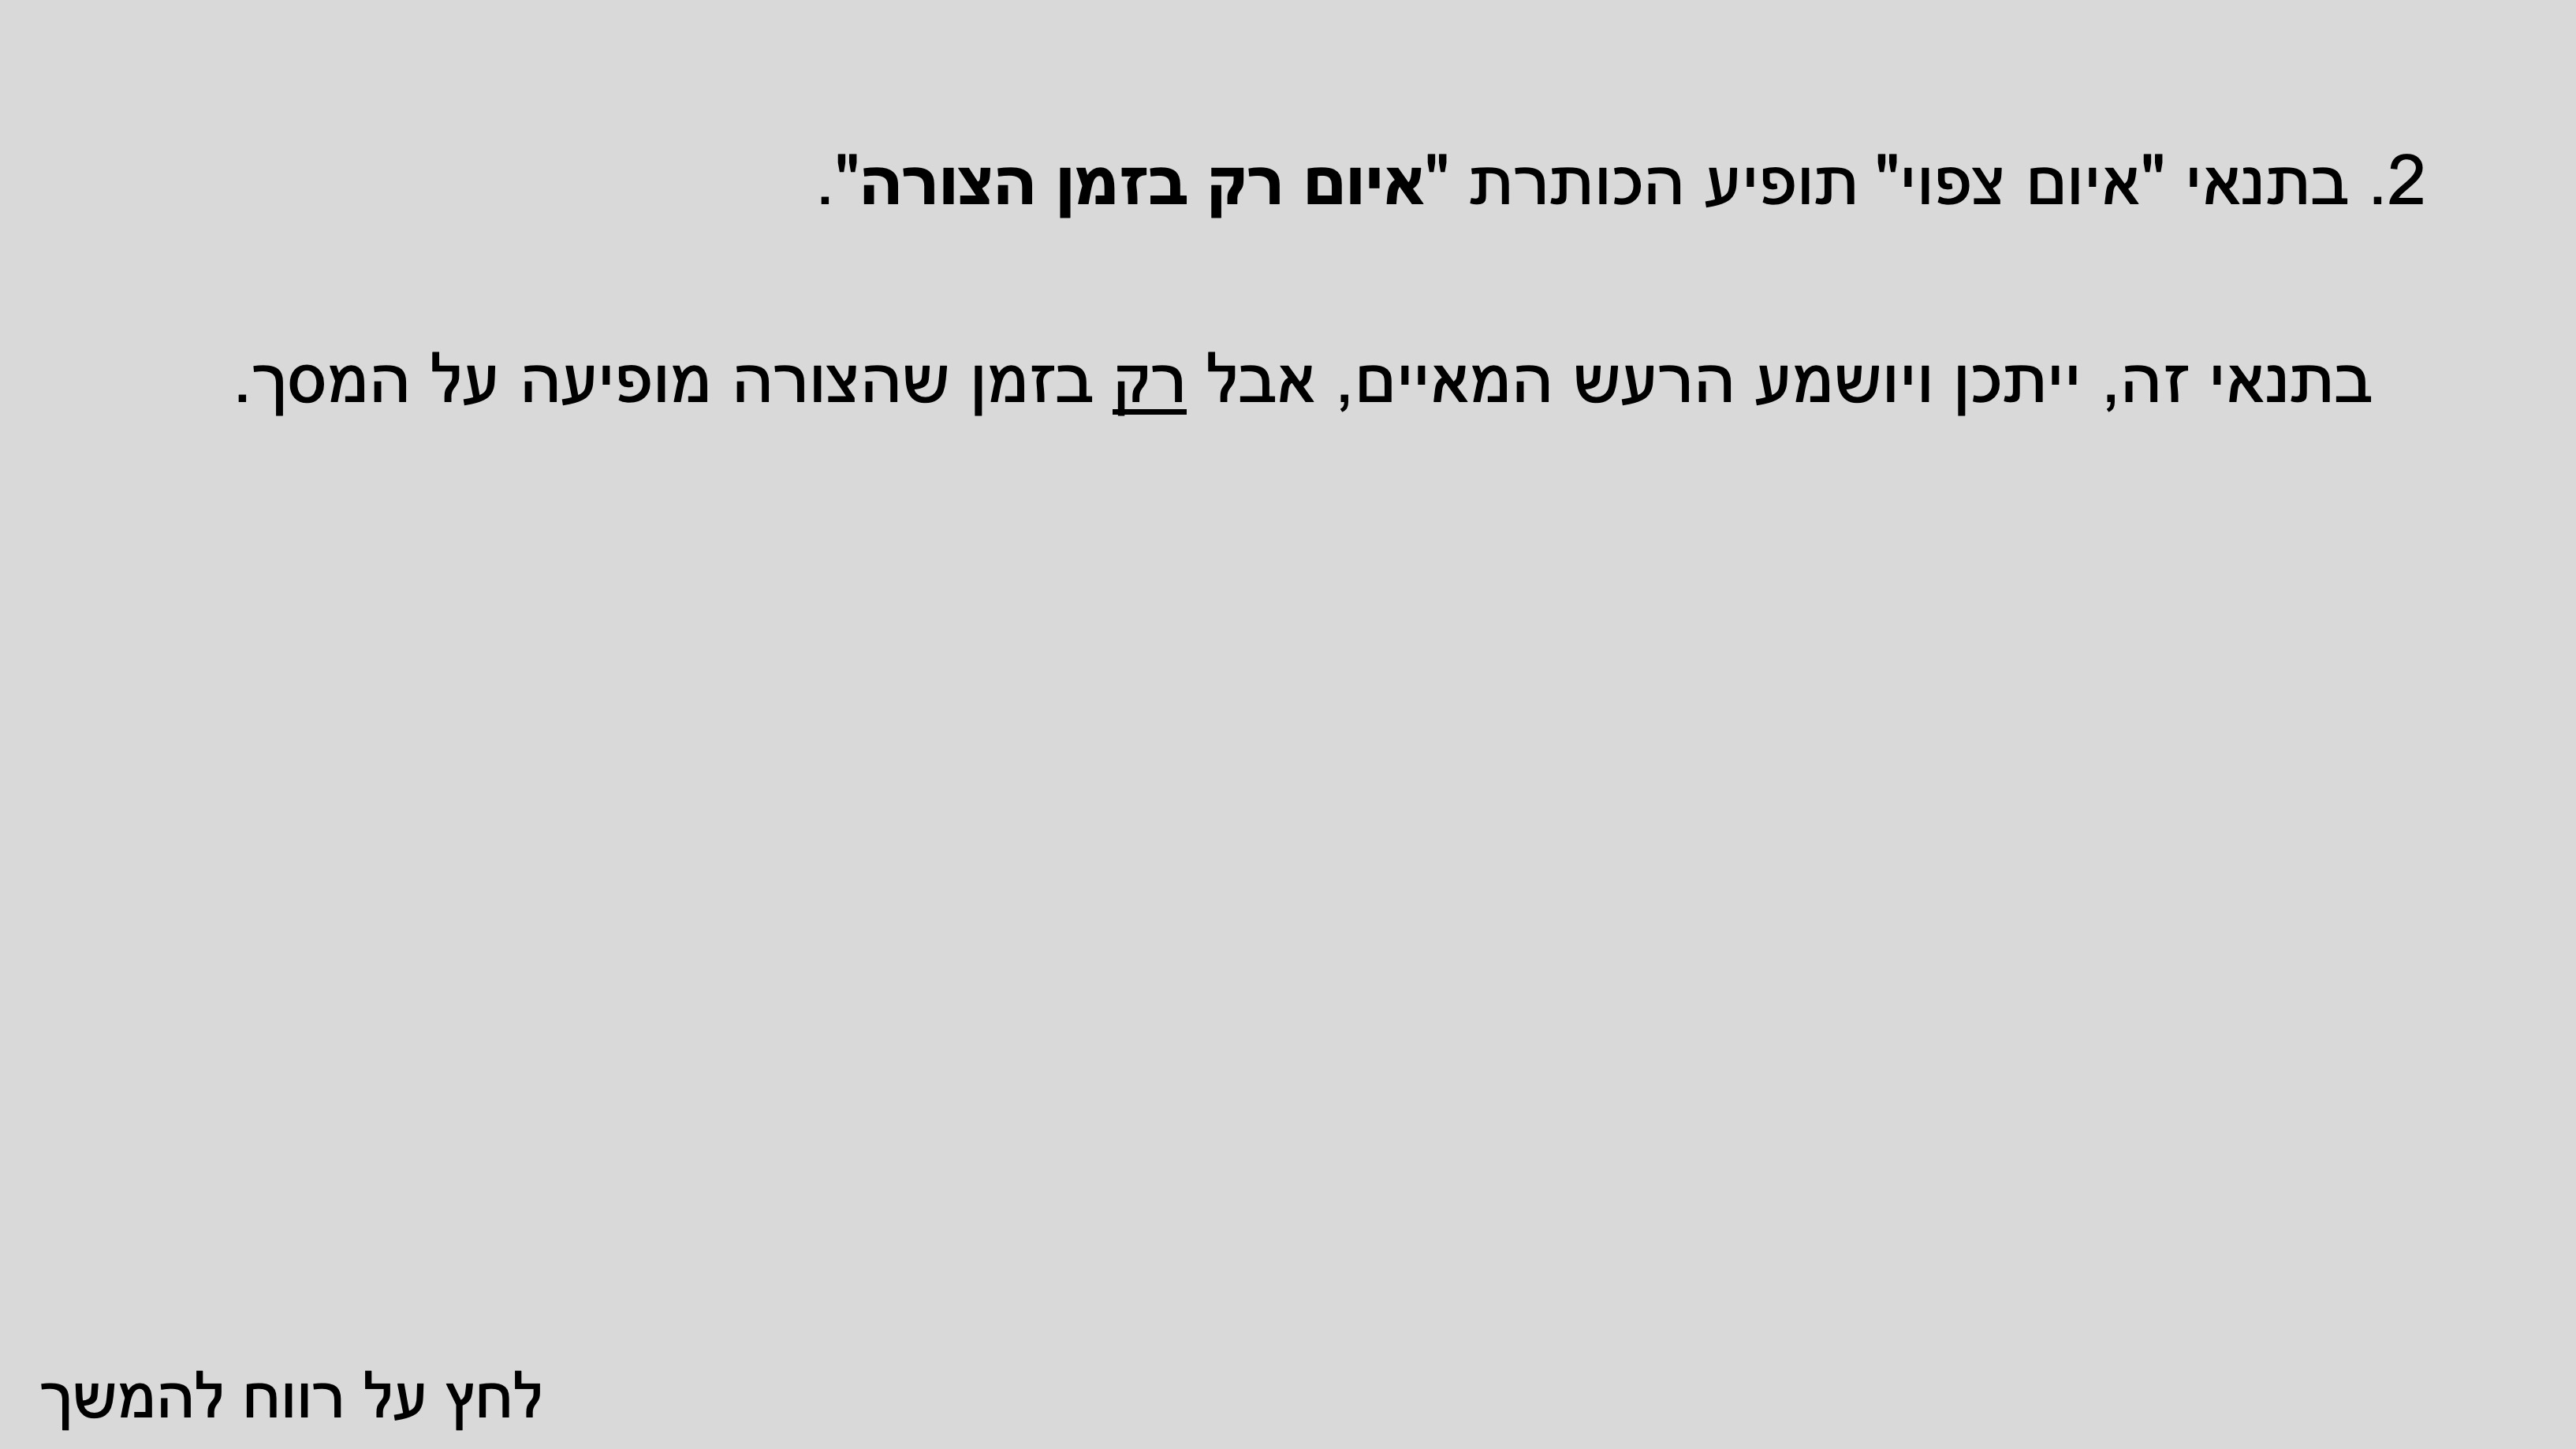 2. בתנאי "איום צפוי" תופיע הכותרת "איום רק בזמן הצורה".
בתנאי זה, ייתכן ויושמע הרעש המאיים, אבל רק בזמן שהצורה מופיעה על המסך.
לחץ על רווח להמשך